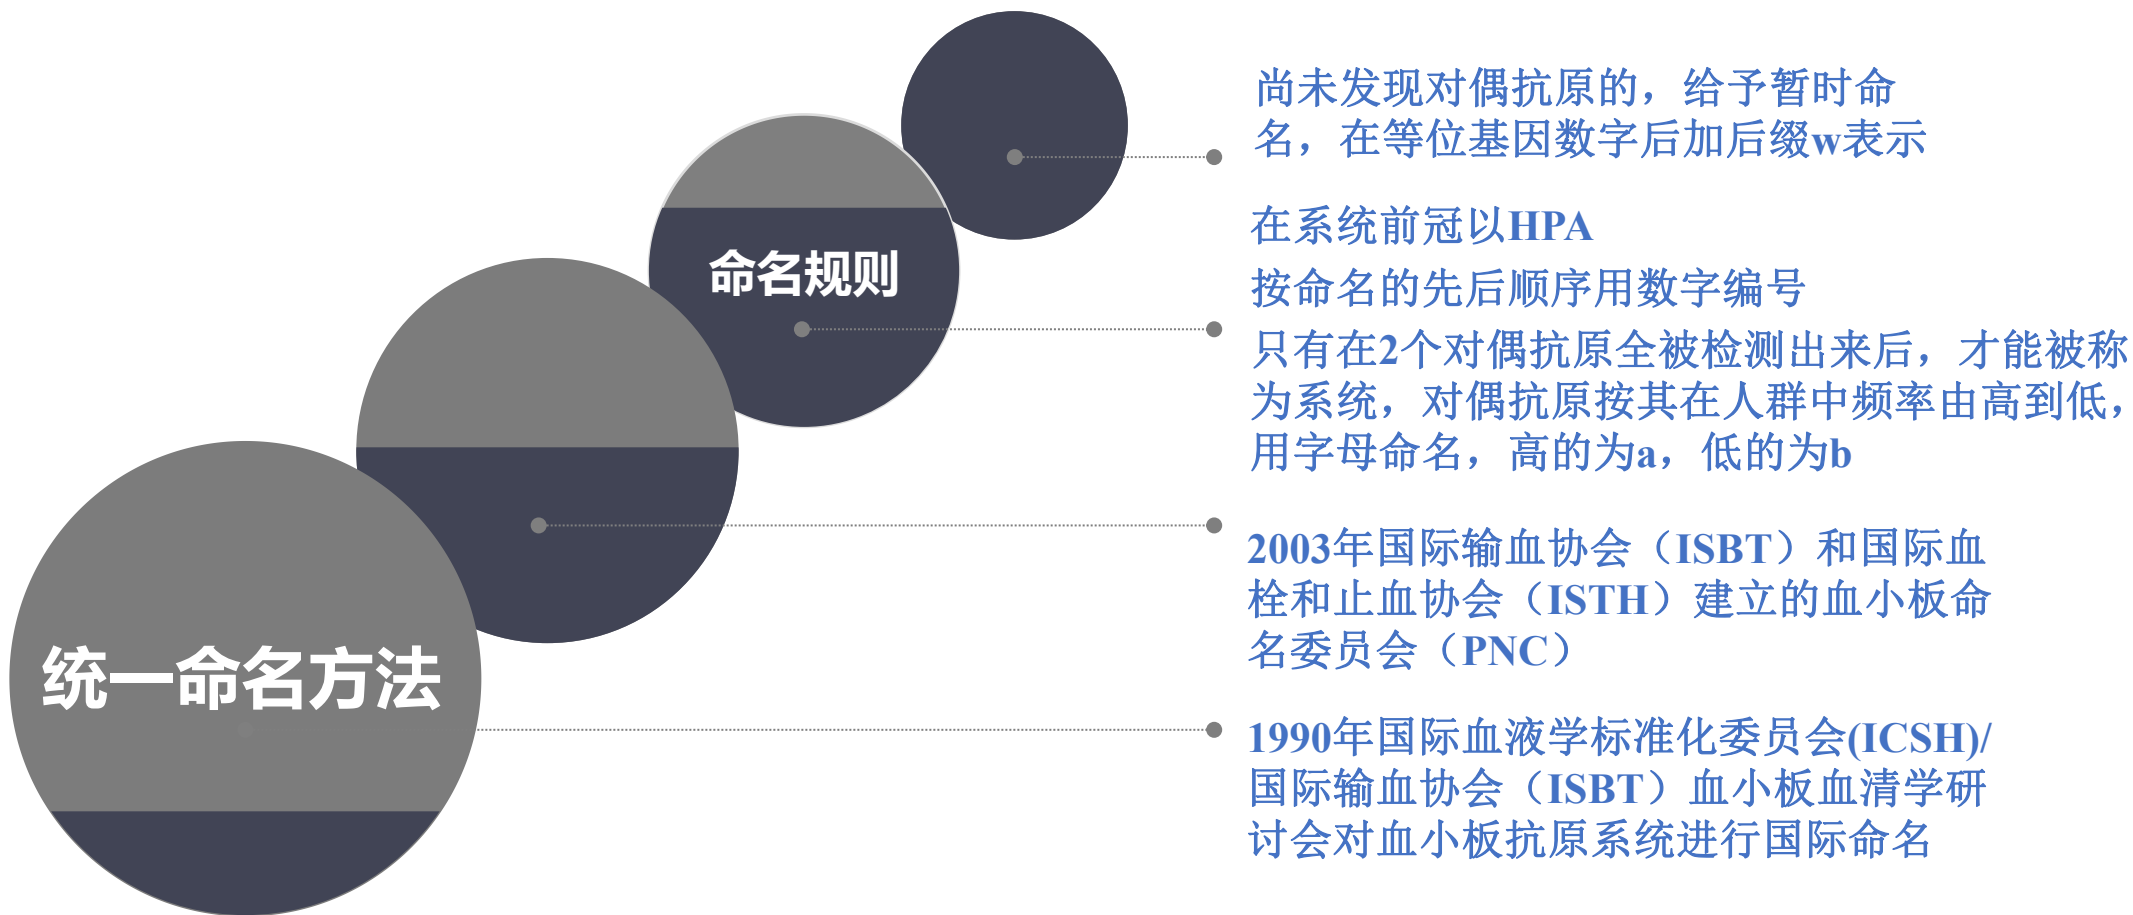 尚未发现对偶抗原的，给予暂时命
名，在等位基因数字后加后缀w表示
在系统前冠以HPA
命名规则
按命名的先后顺序用数字编号
只有在2个对偶抗原全被检测出来后，才能被称
为系统，对偶抗原按其在人群中频率由高到低，
用字母命名，高的为a，低的为b
2003年国际输血协会（ISBT）和国际血
栓和止血协会（ISTH）建立的血小板命
名委员会（PNC）
统一命名方法
1990年国际血液学标准化委员会(ICSH)/
国际输血协会（ISBT）血小板血清学研
讨会对血小板抗原系统进行国际命名